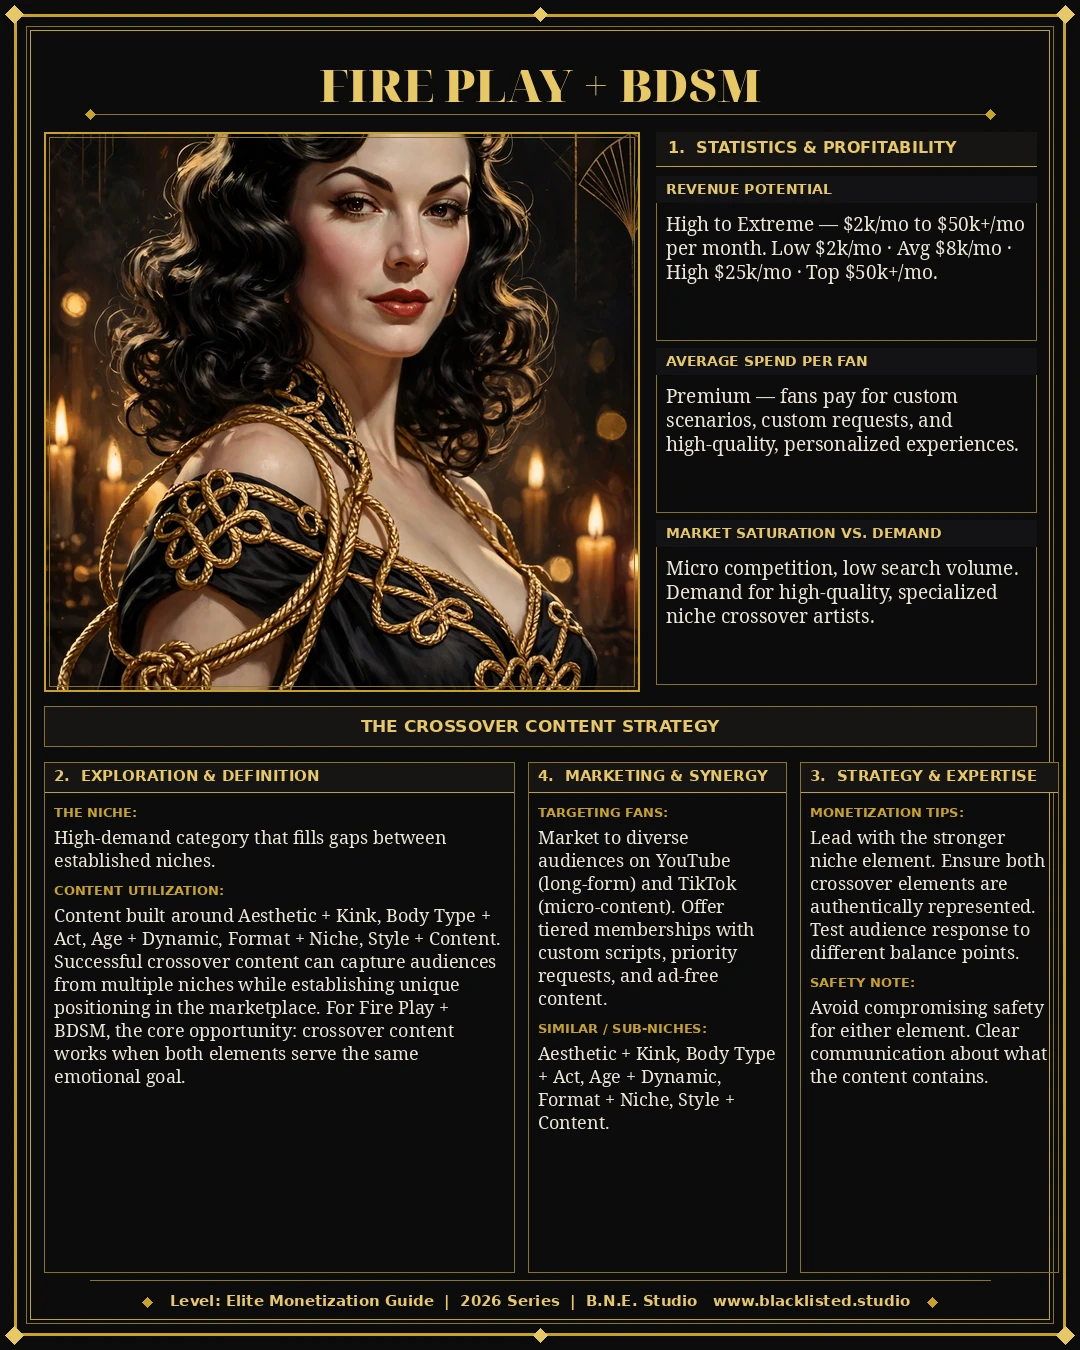 FIRE PLAY + BDSM
1. STATISTICS & PROFITABILITY
REVENUE POTENTIAL
High to Extreme — $2k/mo to $50k+/mo
per month. Low $2k/mo · Avg $8k/mo ·
High $25k/mo · Top $50k+/mo.
AVERAGE SPEND PER FAN
Premium — fans pay for custom
scenarios, custom requests, and
high-quality, personalized experiences.
MARKET SATURATION VS. DEMAND
Micro competition, low search volume.
Demand for high-quality, specialized
niche crossover artists.
THE CROSSOVER CONTENT STRATEGY
2. EXPLORATION & DEFINITION
THE NICHE:
High-demand category that fills gaps between
established niches.
CONTENT UTILIZATION:
Content built around Aesthetic + Kink, Body Type +
Act, Age + Dynamic, Format + Niche, Style + Content.
Successful crossover content can capture audiences
from multiple niches while establishing unique
positioning in the marketplace. For Fire Play +
BDSM, the core opportunity: crossover content
works when both elements serve the same
emotional goal.
4. MARKETING & SYNERGY
TARGETING FANS:
Market to diverse
audiences on YouTube
(long-form) and TikTok
(micro-content). Offer
tiered memberships with
custom scripts, priority
requests, and ad-free
content.
SIMILAR / SUB-NICHES:
Aesthetic + Kink, Body Type
+ Act, Age + Dynamic,
Format + Niche, Style +
Content.
3. STRATEGY & EXPERTISE
MONETIZATION TIPS:
Lead with the stronger
niche element. Ensure both
crossover elements are
authentically represented.
Test audience response to
different balance points.
SAFETY NOTE:
Avoid compromising safety
for either element. Clear
communication about what
the content contains.
Level: Elite Monetization Guide | 2026 Series | B.N.E. Studio www.blacklisted.studio